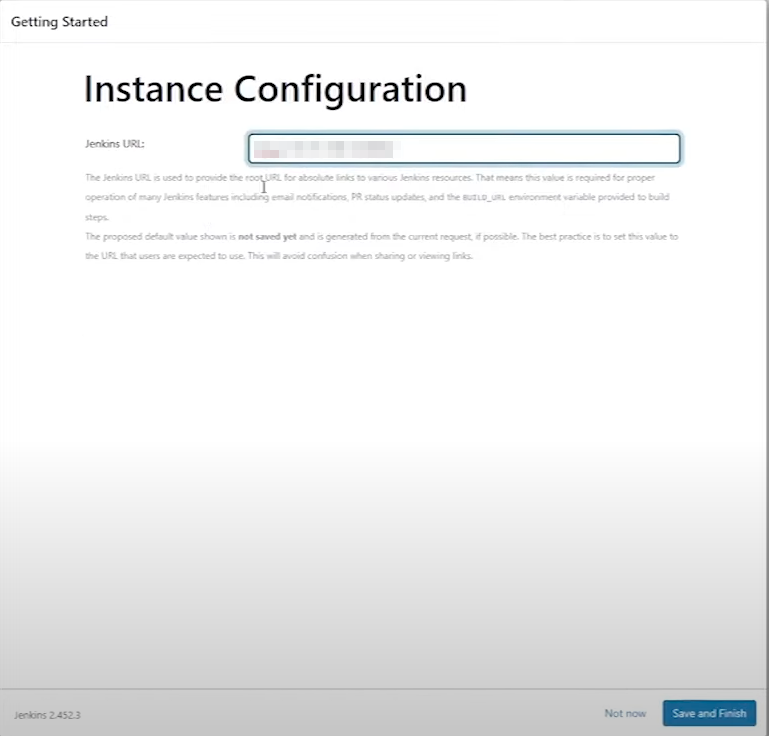 Getting Started
Instance Configuration
Jenkins URL:
The Jenkins URL is used to provide the root URL for absolute links to various Jenkins resources. That means this value is required for proper
operation of many Jenkins features including email notifications, PR status updates, and the BUILD_URL environment variable provided to build
steps.
The proposed default value shown is not saved yet and is generated from the current request, if possible. The best practice is to set this value to
the URL that users are expected to use. This will avoid confusion when sharing or viewing links.
Jenkins 2.452.3
Not now
Save and Finish